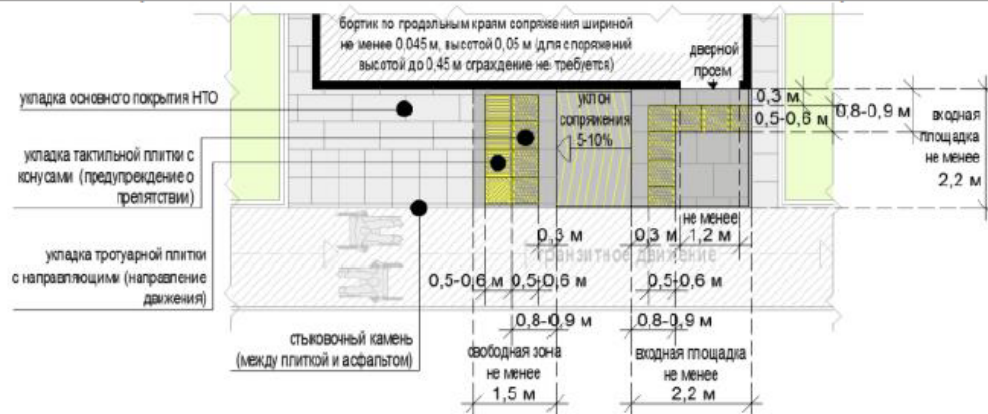 бортик по продольным краям сопряжения шириной
не менее 0,045 м, высотой 0,05 м (для спряжений
высотой до 0,45 м ограждение не требуется)
дверной
проем
укладка основного покрытия НТО
уклон
сопряжения
5-10%
0,3 м
0,5-0,6 м
0,8-0,9 м
входная
площадка
не менее
2,2 м
укладка тактильной плитки с
конусами (предупреждение о
препятствии)
не менее
0,3 м
0,3 м
1,2 м
транзитное движение
укладка тротуарной плитки
с направляющими (направление
движения)
0,5-0,6 м
0,5-0,6 м
0,5-0,6 м
0,8-0,9 м
0,8-0,9 м
стыковочный камень
(между плиткой и асфальтом)
свободная зона
не менее
1,5 м
входная площадка
не менее
2,2 м